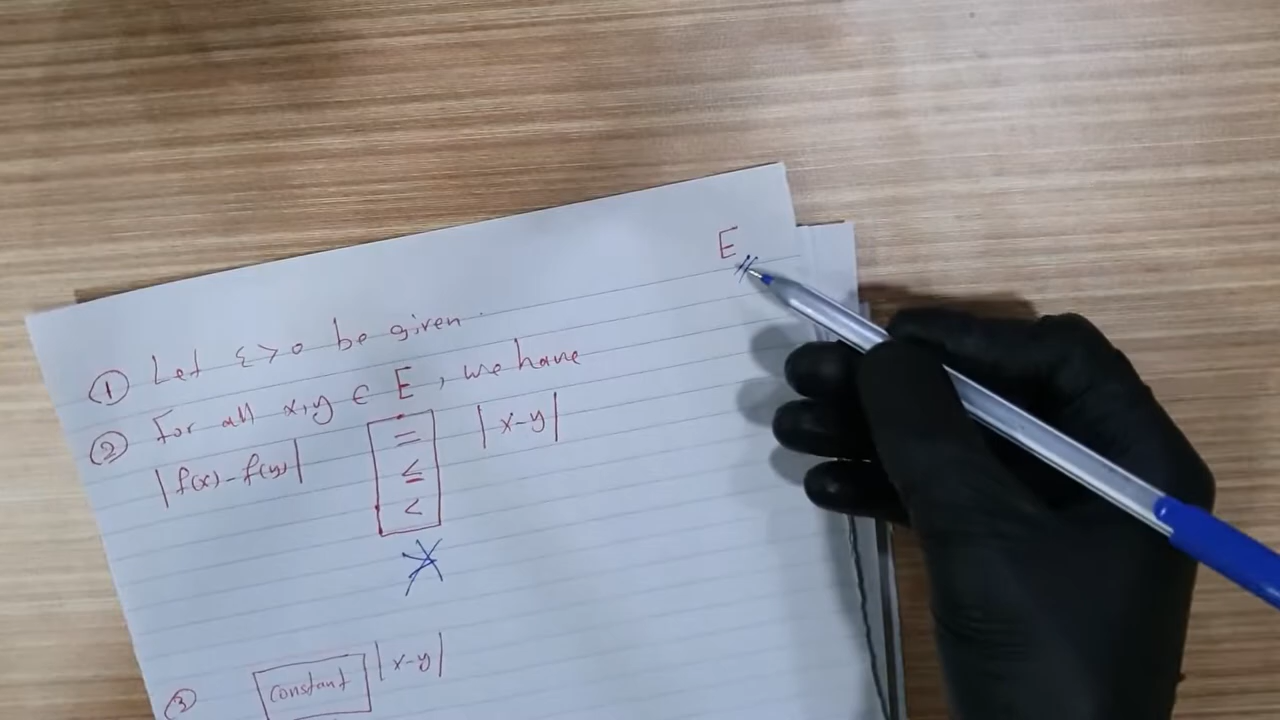 E
① Let ε > 0 be given
② For all x,y ∈ E, we have
|f(x) - f(y)| = |x-y|
≤
<
③ constant |x-y|